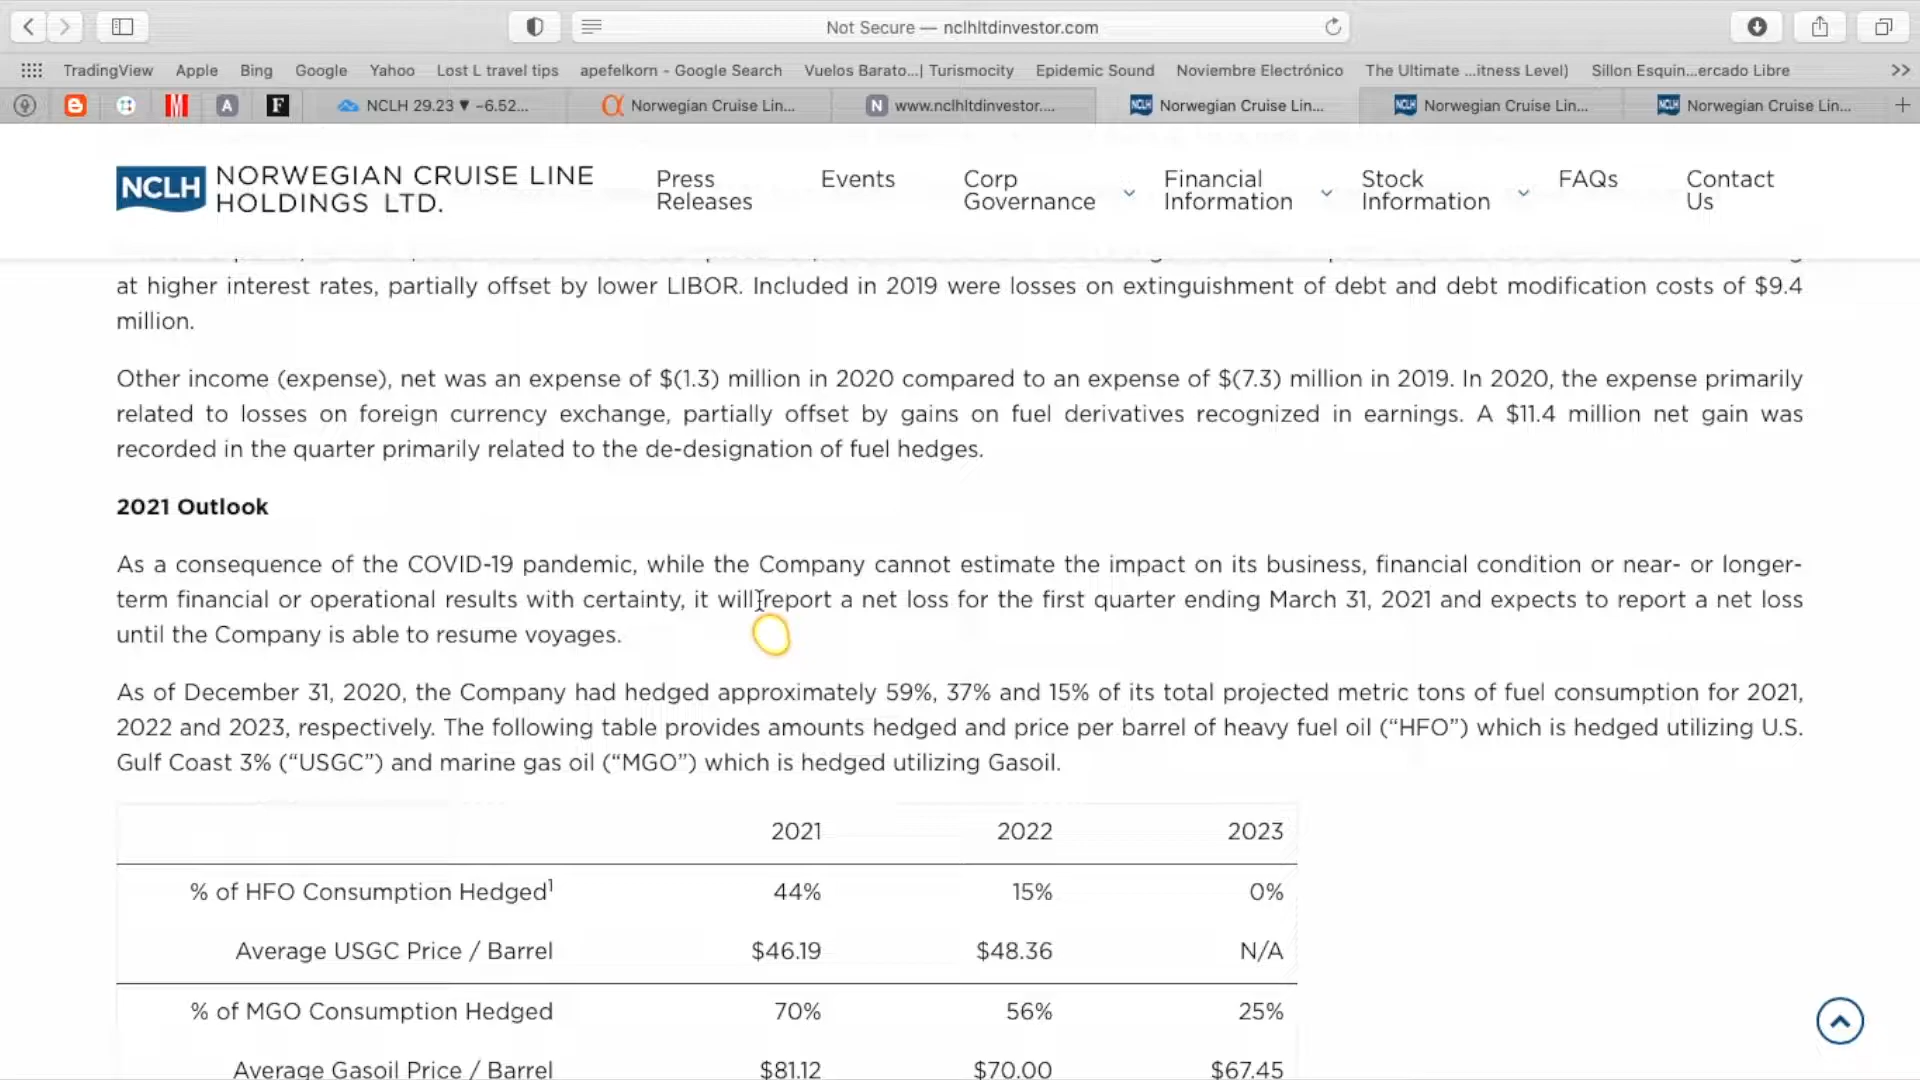 Not Secure — nclhltdinvestor.com
TradingView Apple Bing Google Yahoo Lost L travel tips apefelkorn - Google Search Vuelos Barato...| Turismocity Epidemic Sound Noviembre Electrónico The Ultimate ...itness Level) Sillon Esquin...ercado Libre >>
A F NCLH 29.23 ▼ −6.52... Norwegian Cruise Lin... N www.nclhltdinvestor.... NCLH Norwegian Cruise Lin... NCLH Norwegian Cruise Lin... NCLH Norwegian Cruise Lin... +
NCLH NORWEGIAN CRUISE LINE
HOLDINGS LTD.
Press
Releases
Events
Corp
Governance
Financial
Information
Stock
Information
FAQs
Contact
Us
at higher interest rates, partially offset by lower LIBOR. Included in 2019 were losses on extinguishment of debt and debt modification costs of $9.4
million.
Other income (expense), net was an expense of $(1.3) million in 2020 compared to an expense of $(7.3) million in 2019. In 2020, the expense primarily
related to losses on foreign currency exchange, partially offset by gains on fuel derivatives recognized in earnings. A $11.4 million net gain was
recorded in the quarter primarily related to the de-designation of fuel hedges.
2021 Outlook
As a consequence of the COVID-19 pandemic, while the Company cannot estimate the impact on its business, financial condition or near- or longer-
term financial or operational results with certainty, it will report a net loss for the first quarter ending March 31, 2021 and expects to report a net loss
until the Company is able to resume voyages.
As of December 31, 2020, the Company had hedged approximately 59%, 37% and 15% of its total projected metric tons of fuel consumption for 2021,
2022 and 2023, respectively. The following table provides amounts hedged and price per barrel of heavy fuel oil (“HFO”) which is hedged utilizing U.S.
Gulf Coast 3% (“USGC”) and marine gas oil (“MGO”) which is hedged utilizing Gasoil.
2021 2022 2023
% of HFO Consumption Hedged¹ 44% 15% 0%
Average USGC Price / Barrel $46.19 $48.36 N/A
% of MGO Consumption Hedged 70% 56% 25%
Average Gasoil Price / Barrel $81.12 $70.00 $67.45